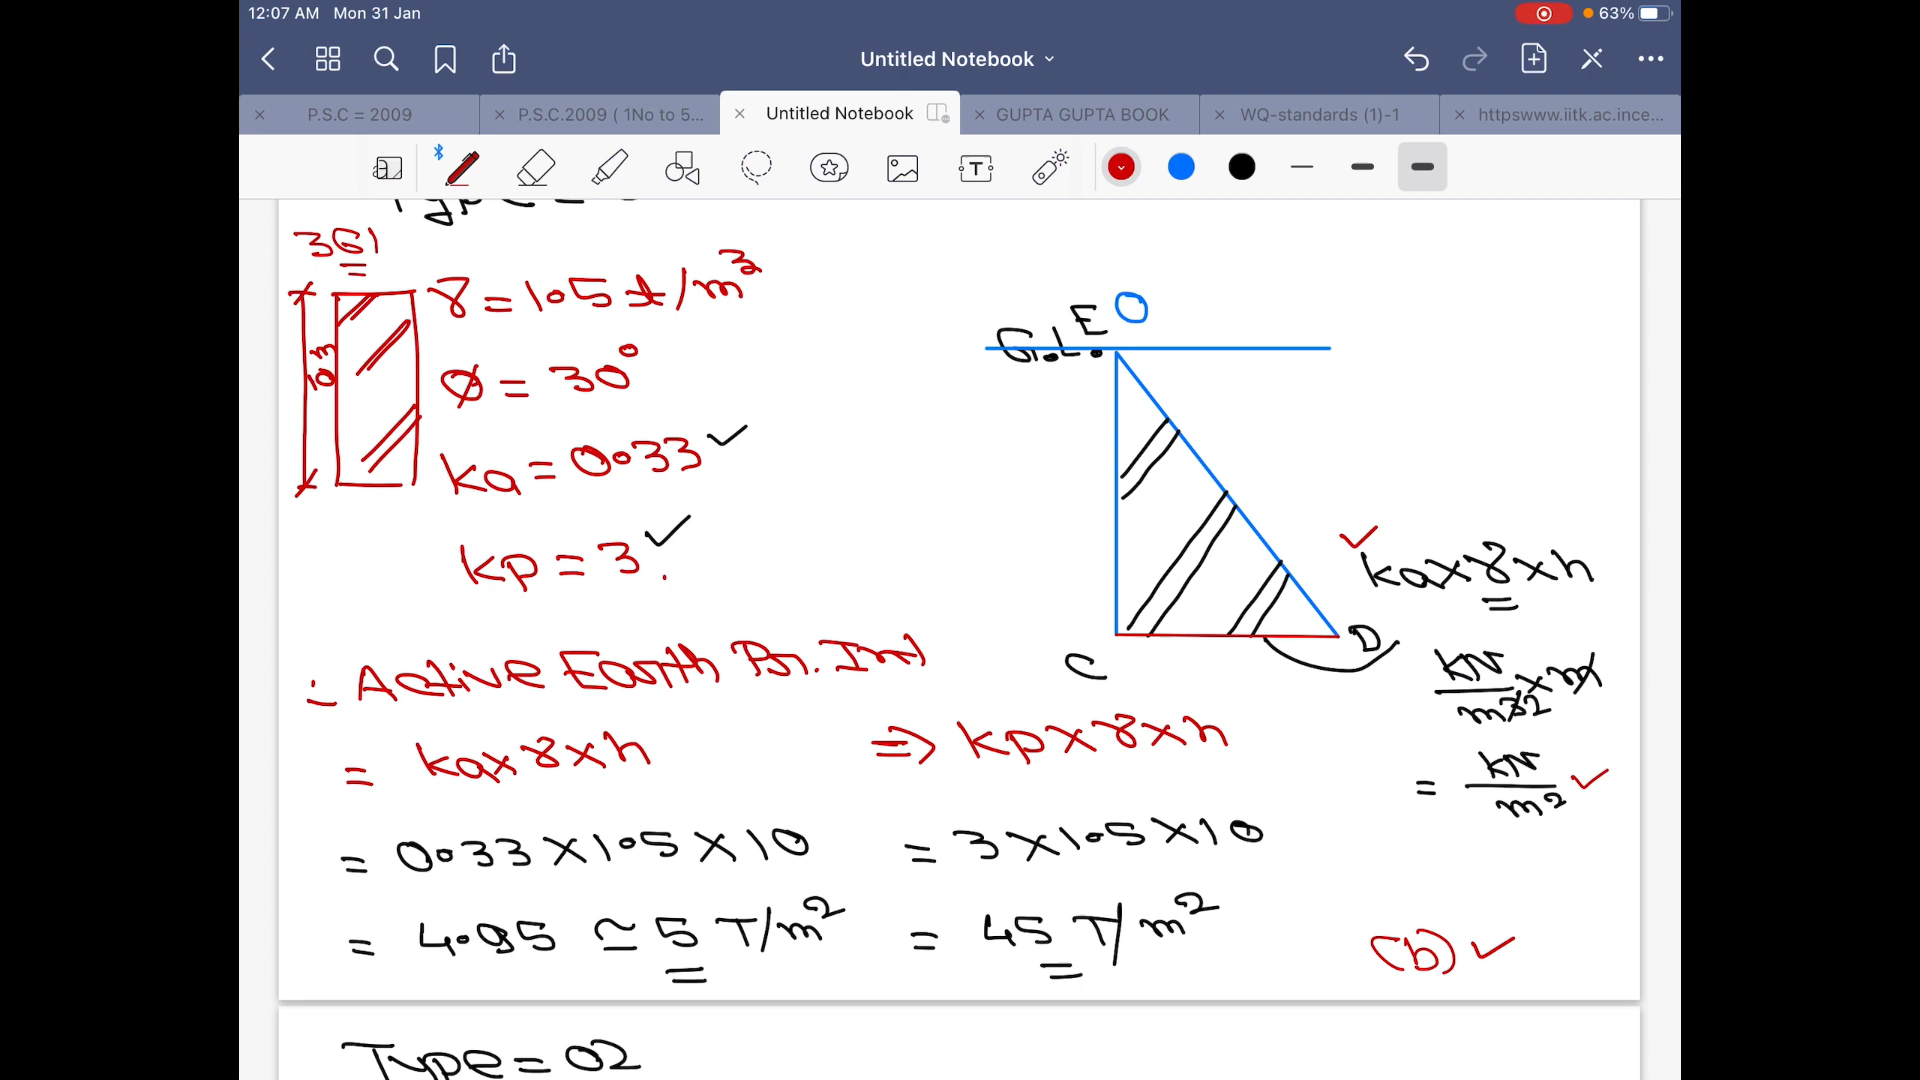 12:07 AM Mon 31 Jan
63%
Untitled Notebook
P.S.C = 2009
P.S.C.2009 ( 1No to 5...
Untitled Notebook
GUPTA GUPTA BOOK
WQ-standards (1)-1
httpswww.iitk.ac.ince...
361
γ = 1.5 t/m³
10m
Ø = 30°
ka = 0.33 ✓
kp = 3 ✓
G.L. E O
C D
✓ ka×γ×h
kN/m³2 × m
= kN/m² ✓
∴ Active Earth Pr. Int
= ka×γ×h ⇒ kp×γ×h
= 0.33×1.5×10 = 3×1.5×10
= 4.95 ≃ 5 T/m² = 45 T/m²
(b) ✓
Type = 02